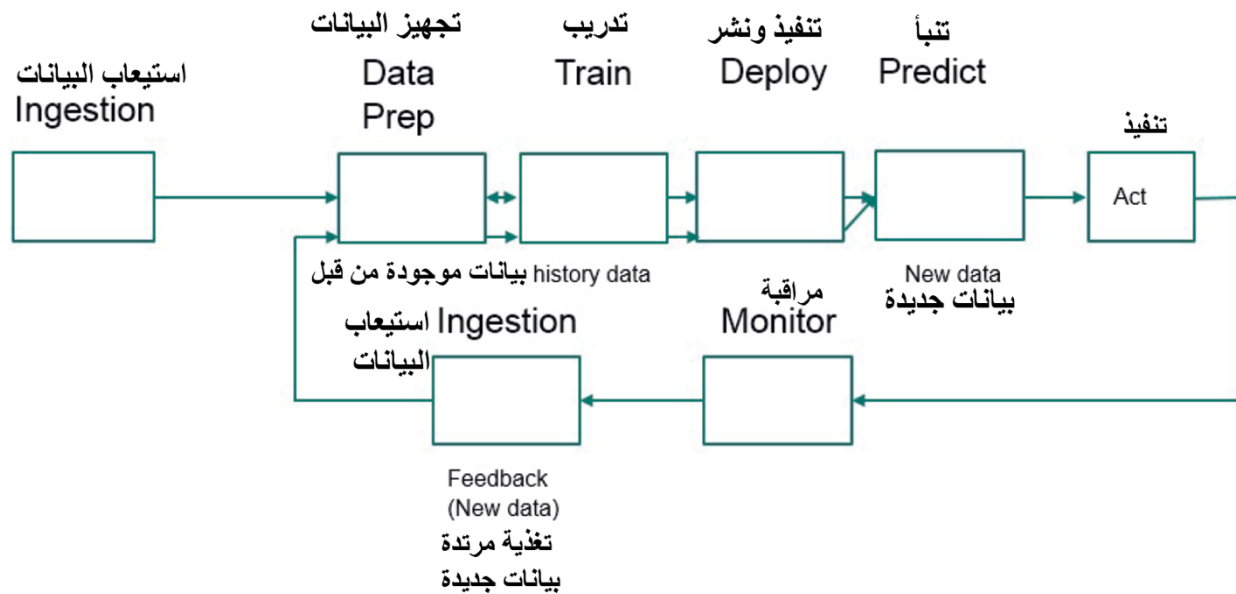 استيعاب البيانات
Ingestion
تجهيز البيانات
Data
Prep
تدريب
Train
تنفيذ ونشر
Deploy
تنبأ
Predict
تنفيذ
Act
بيانات موجودة من قبل history data
New data
بيانات جديدة
استيعاب
البيانات
Ingestion
مراقبة
Monitor
Feedback
(New data)
تغذية مرتدة
بيانات جديدة